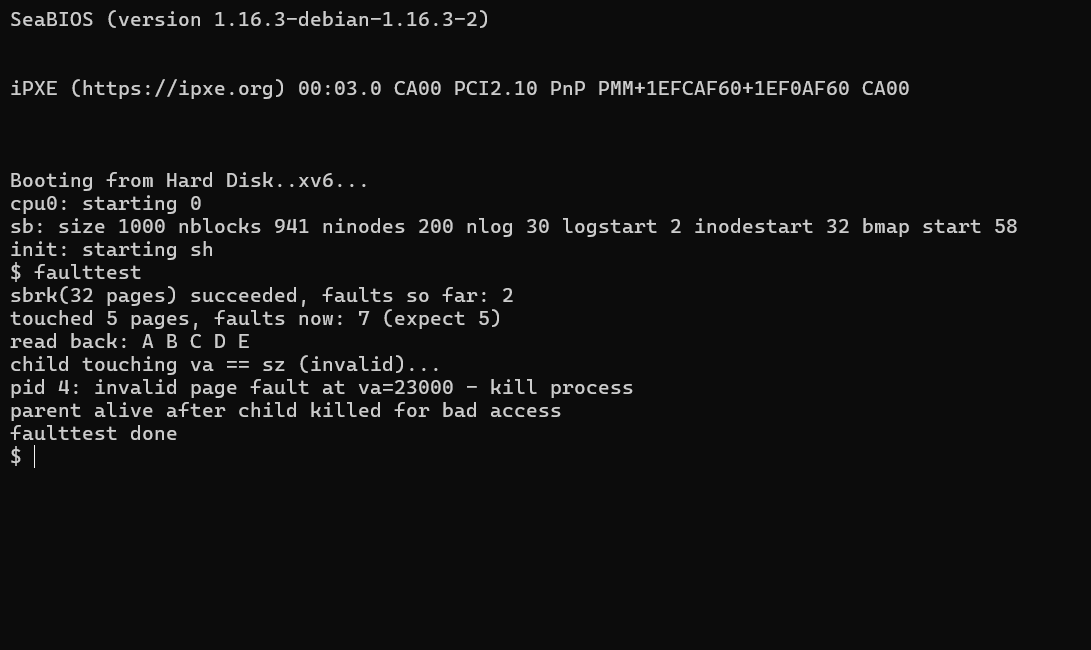 SeaBIOS (version 1.16.3-debian-1.16.3-2)
iPXE (https://ipxe.org) 00:03.0 CA00 PCI2.10 PnP PMM+1EFCAF60+1EF0AF60 CA00
Booting from Hard Disk..xv6...
cpu0: starting 0
sb: size 1000 nblocks 941 ninodes 200 nlog 30 logstart 2 inodestart 32 bmap start 58
init: starting sh
$ faulttest
sbrk(32 pages) succeeded, faults so far: 2
touched 5 pages, faults now: 7 (expect 5)
read back: A B C D E
child touching va == sz (invalid)...
pid 4: invalid page fault at va=23000 - kill process
parent alive after child killed for bad access
faulttest done
$